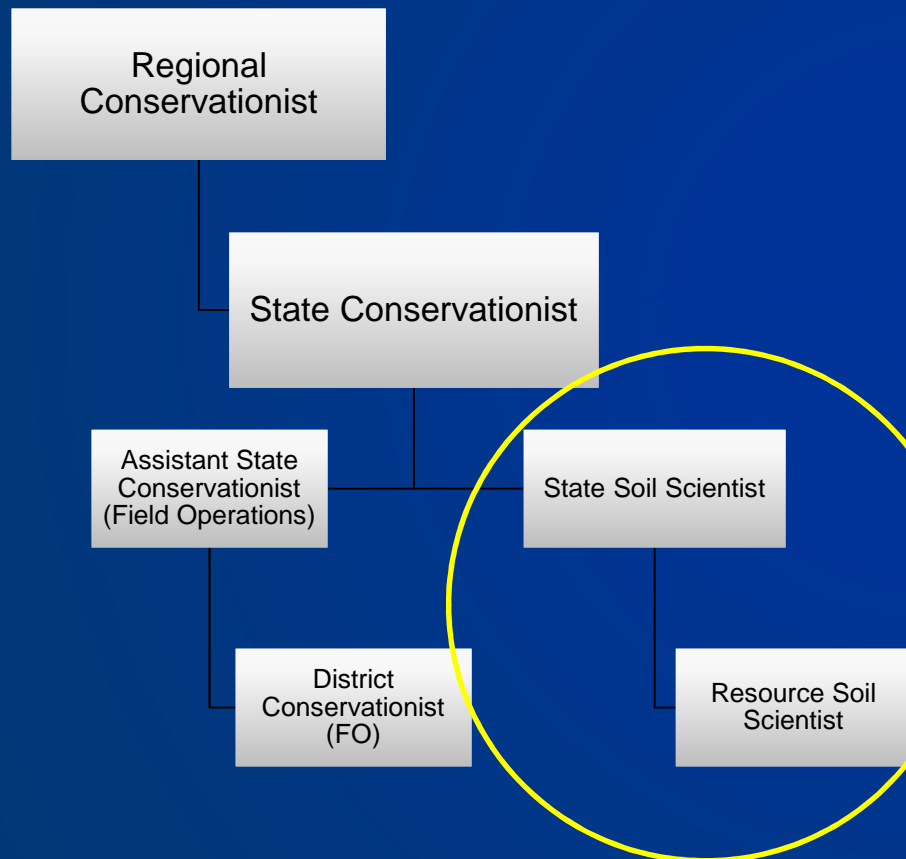 Regional
Conservationist
State Conservationist
Assistant State
Conservationist
(Field Operations)
State Soil Scientist
District
Conservationist
(FO)
Resource Soil
Scientist